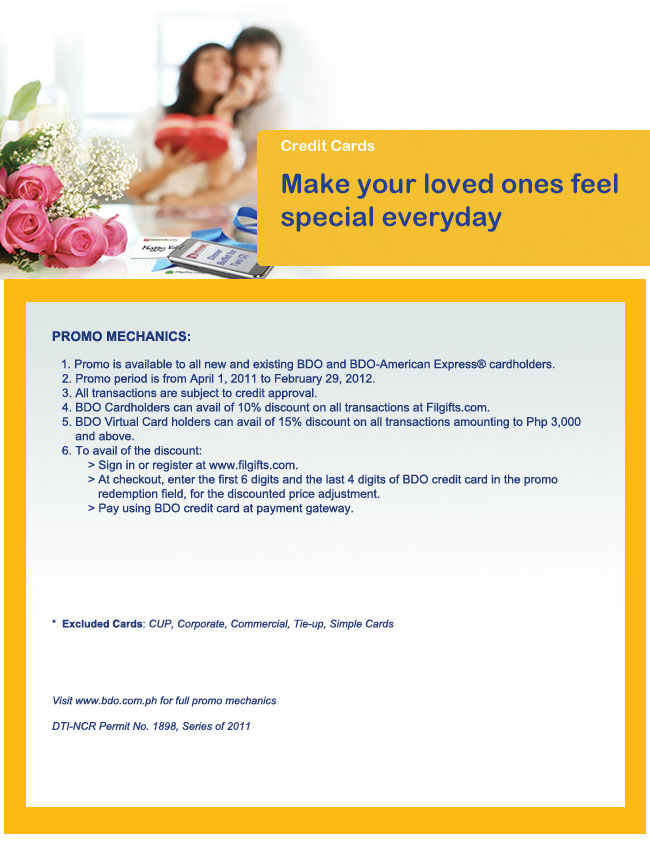 Credit Cards
Make your loved ones feel
special everyday
Dinner
Buffet for
Two (2)
PROMO MECHANICS:
1. Promo is available to all new and existing BDO and BDO-American Express® cardholders.
2. Promo period is from April 1, 2011 to February 29, 2012.
3. All transactions are subject to credit approval.
4. BDO Cardholders can avail of 10% discount on all transactions at Filgifts.com.
5. BDO Virtual Card holders can avail of 15% discount on all transactions amounting to Php 3,000
and above.
6. To avail of the discount:
> Sign in or register at www.filgifts.com.
> At checkout, enter the first 6 digits and the last 4 digits of BDO credit card in the promo
redemption field, for the discounted price adjustment.
> Pay using BDO credit card at payment gateway.
* Excluded Cards: CUP, Corporate, Commercial, Tie-up, Simple Cards
Visit www.bdo.com.ph for full promo mechanics
DTI-NCR Permit No. 1898, Series of 2011